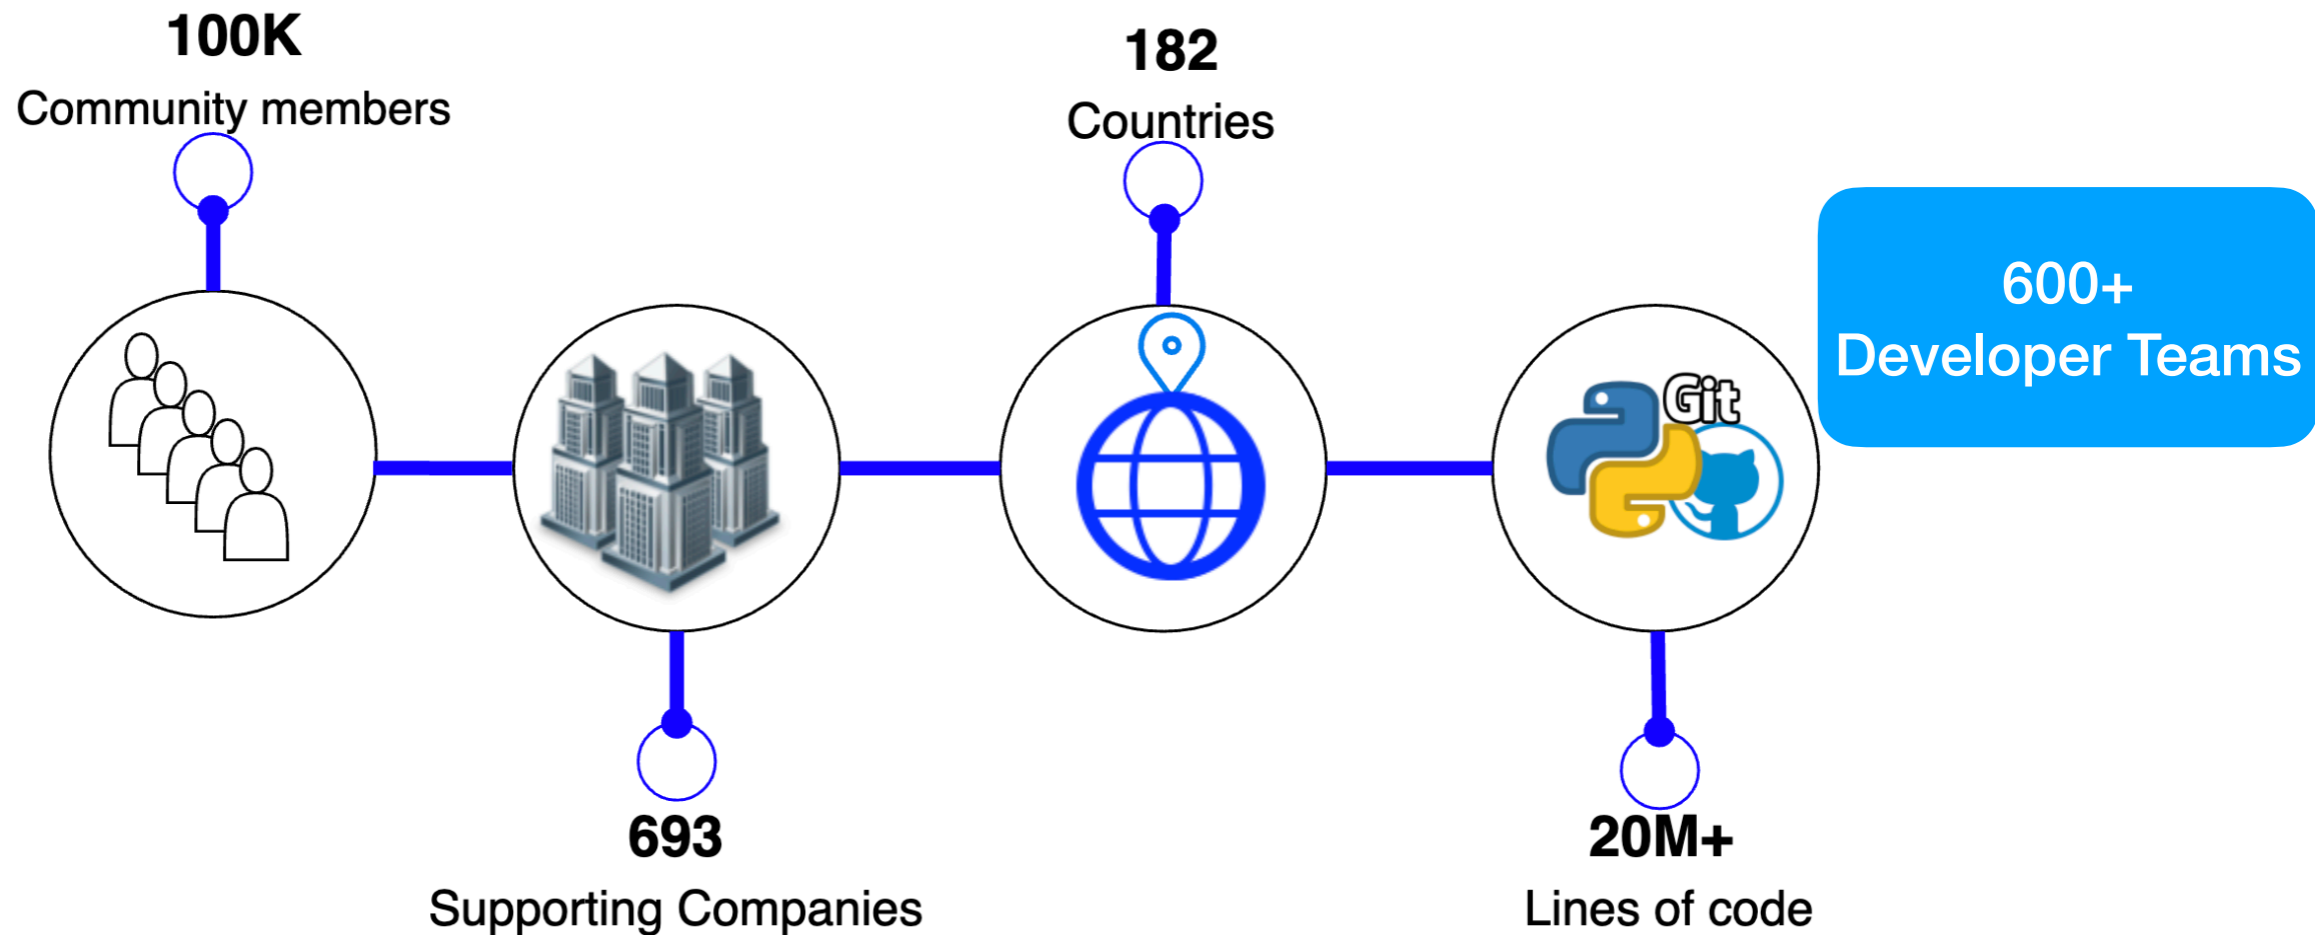 100K
Community members
693
Supporting Companies
182
Countries
Git
20M+
Lines of code
600+
Developer Teams